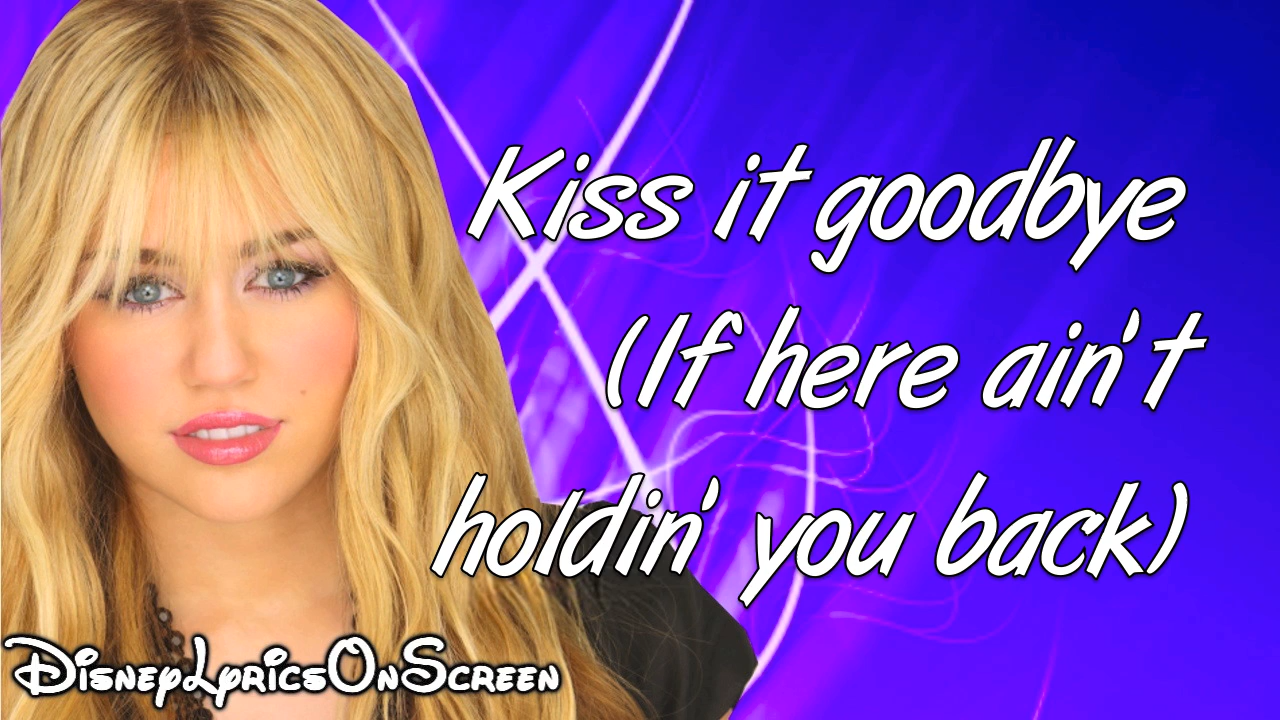 Kiss it goodbye
(If here ain't
holdin' you back)
DisneyLyricsOnScreen